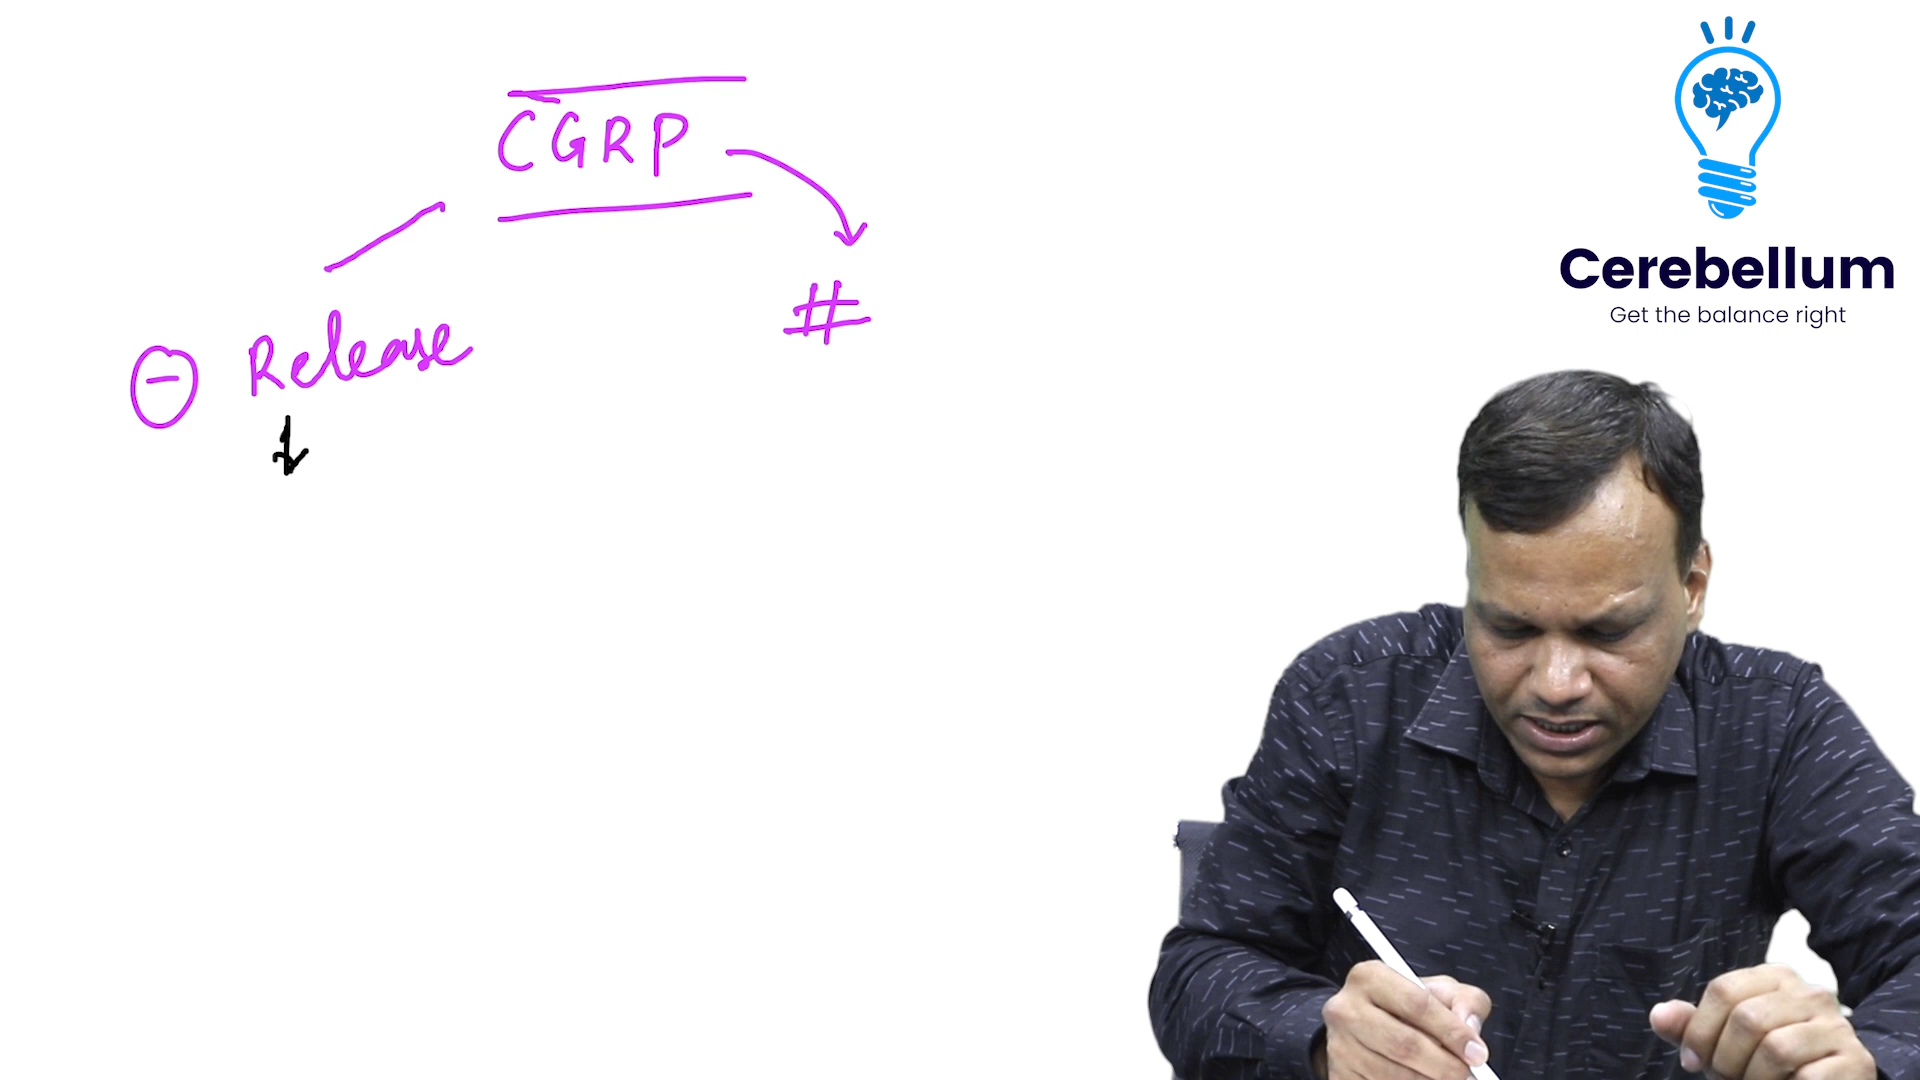 CGRP
#
⊖ Release
↓
Cerebellum
Get the balance right